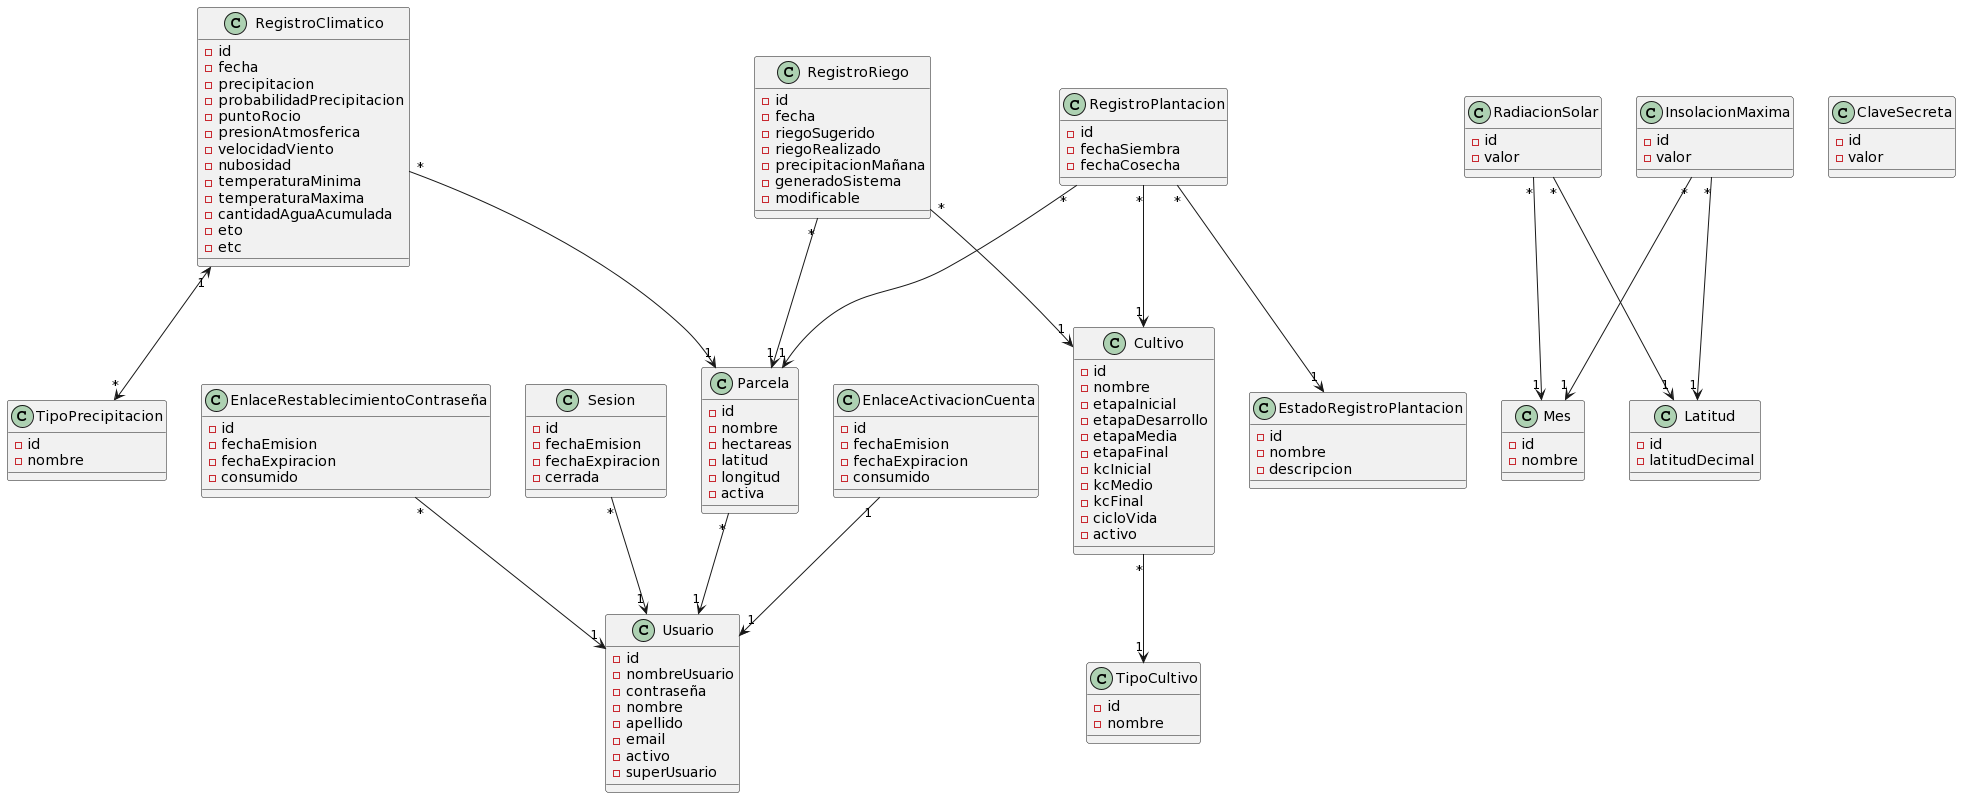 C RegistroClimatico
id
fecha
precipitacion
probabilidadPrecipitacion
puntoRocio
presionAtmosferica
velocidadViento
nubosidad
temperaturaMinima
temperaturaMaxima
cantidadAguaAcumulada
eto
etc
C RegistroRiego
id
fecha
riegoSugerido
riegoRealizado
precipitacionMañana
generadoSistema
modificable
C RegistroPlantacion
id
fechaSiembra
fechaCosecha
C RadiacionSolar
id
valor
C InsolacionMaxima
id
valor
C ClaveSecreta
id
valor
*
1
*
*
*
*
*
*
*
*
*
1
1
1
1
1
1
1
1
1
1
1
*
C TipoPrecipitacion
id
nombre
C EnlaceRestablecimientoContraseña
id
fechaEmision
fechaExpiracion
consumido
C Sesion
id
fechaEmision
fechaExpiracion
cerrada
C Parcela
id
nombre
hectareas
latitud
longitud
activa
C EnlaceActivacionCuenta
id
fechaEmision
fechaExpiracion
consumido
C Cultivo
id
nombre
etapaInicial
etapaDesarrollo
etapaMedia
etapaFinal
kcInicial
kcMedio
kcFinal
cicloVida
activo
C EstadoRegistroPlantacion
id
nombre
descripcion
C Mes
id
nombre
C Latitud
id
latitudDecimal
*
*
*
1
*
1
1
1
1
1
C Usuario
id
nombreUsuario
contraseña
nombre
apellido
email
activo
superUsuario
C TipoCultivo
id
nombre